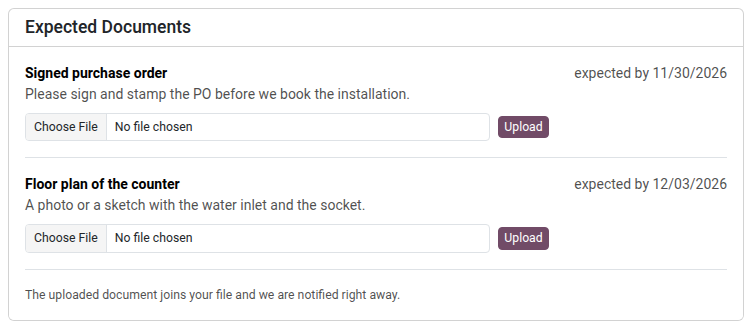 Expected Documents
Signed purchase order
expected by 11/30/2026
Please sign and stamp the PO before we book the installation.
Choose File No file chosen Upload
Floor plan of the counter
expected by 12/03/2026
A photo or a sketch with the water inlet and the socket.
Choose File No file chosen Upload
The uploaded document joins your file and we are notified right away.